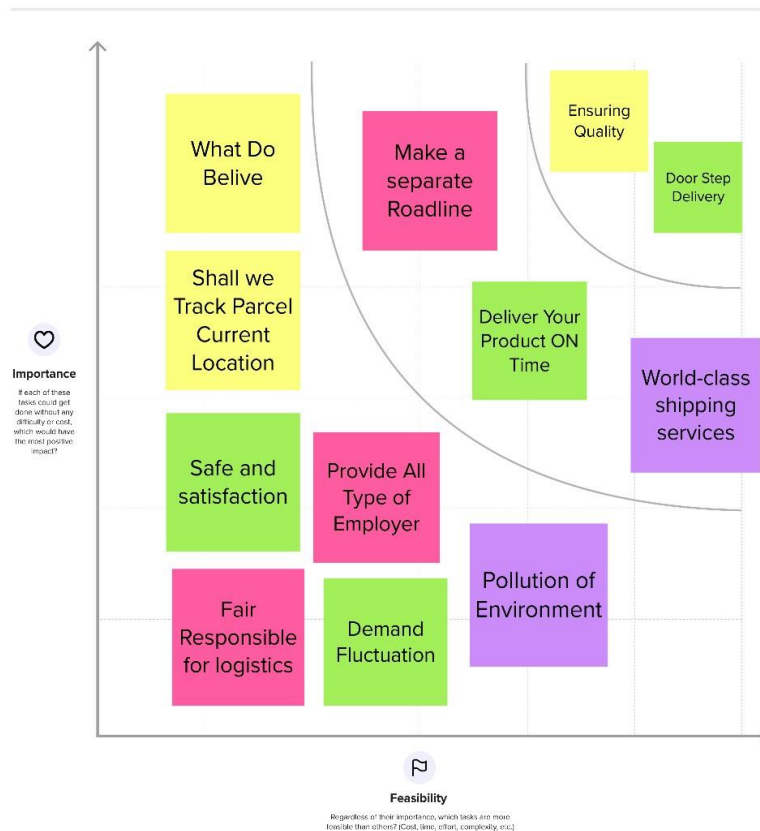 What Do
Belive
Make a
separate
Roadline
Ensuring
Quality
Door Step
Delivery
Shall we
Track Parcel
Current
Location
Deliver Your
Product ON
Time
World-class
shipping
services
Importance
If each of these
tasks could get
done without any
difficulty or cost,
which would have
the most positive
impact?
Safe and
satisfaction
Provide All
Type of
Employer
Pollution of
Environment
Fair
Responsible
for logistics
Demand
Fluctuation
Feasibility
Regardless of their importance, which tasks are more
feasible than others? (Cost, time, effort, complexity, etc.)